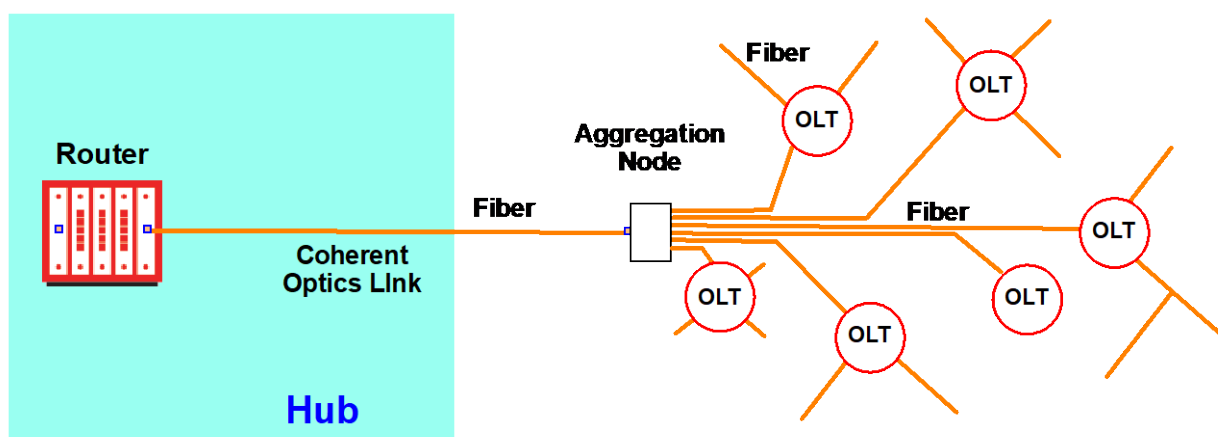 Router
Coherent
Optics LInk
Hub
Fiber
Aggregation
Node
Fiber
OLT
OLT
Fiber
OLT
OLT
OLT
OLT